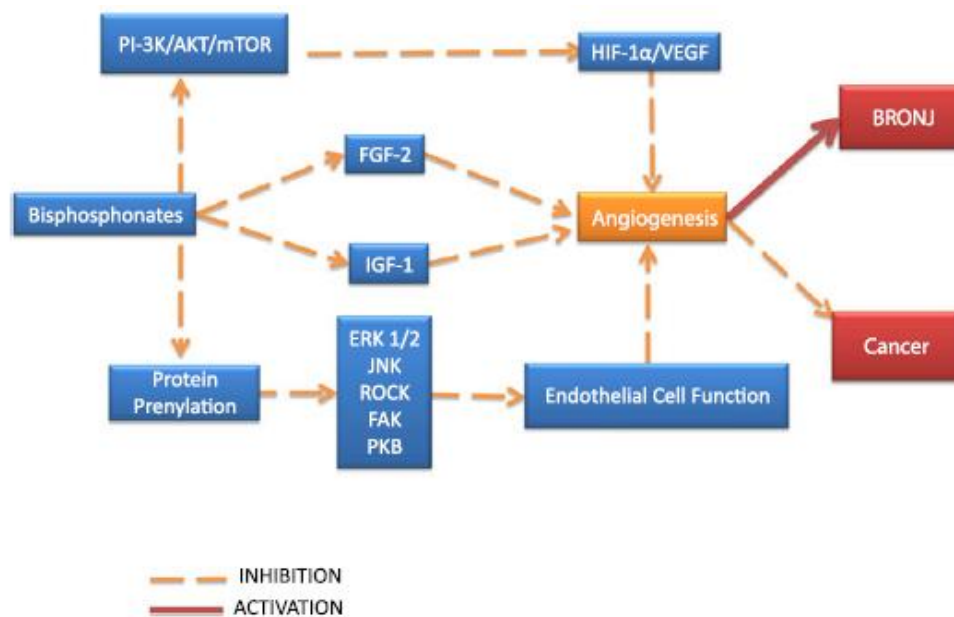 PI-3K/AKT/mTOR
HIF-1α/VEGF
BRONJ
FGF-2
Bisphosphonates
Angiogenesis
IGF-1
Cancer
ERK 1/2
JNK
ROCK
FAK
PKB
Protein
Prenylation
Endothelial Cell Function
INHIBITION
ACTIVATION